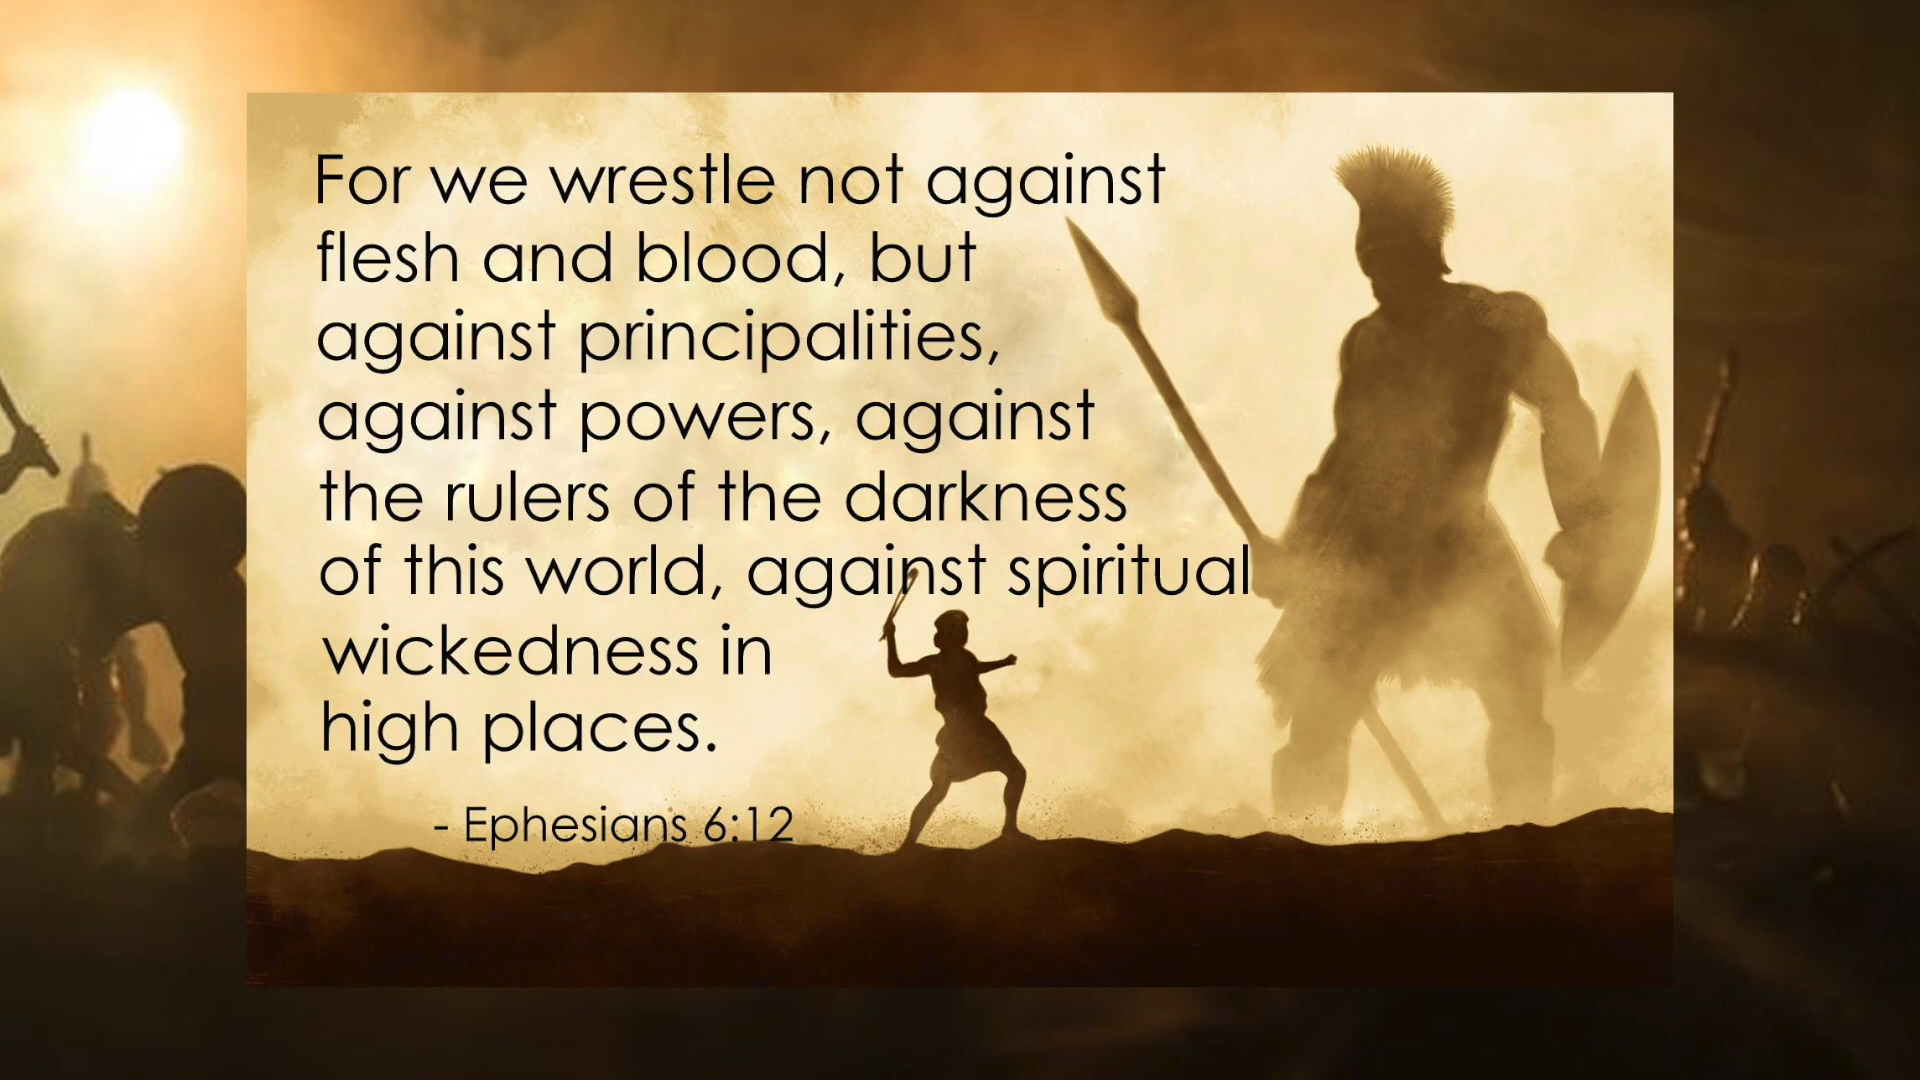 For we wrestle not against
flesh and blood, but
against principalities,
against powers, against
the rulers of the darkness
of this world, against spiritual
wickedness in
high places.
- Ephesians 6:12